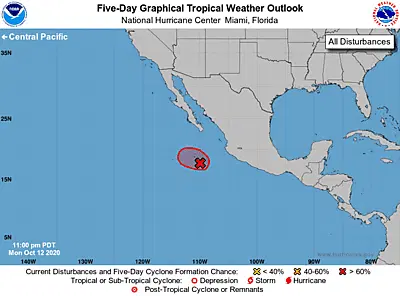 Five-Day Graphical Tropical Weather Outlook
National Hurricane Center Miami, Florida
Central Pacific
All Disturbances
35N
25N
15N
5N
11:00 pm PDT
Mon Oct 12 2020
www.hurricanes.gov
140W
130W
120W
110W
100W
90W
80W
Current Disturbances and Five-Day Cyclone Formation Chance: < 40% 40-60% > 60%
Tropical or Sub-Tropical Cyclone: Depression Storm Hurricane
Post-Tropical Cyclone or Remnants